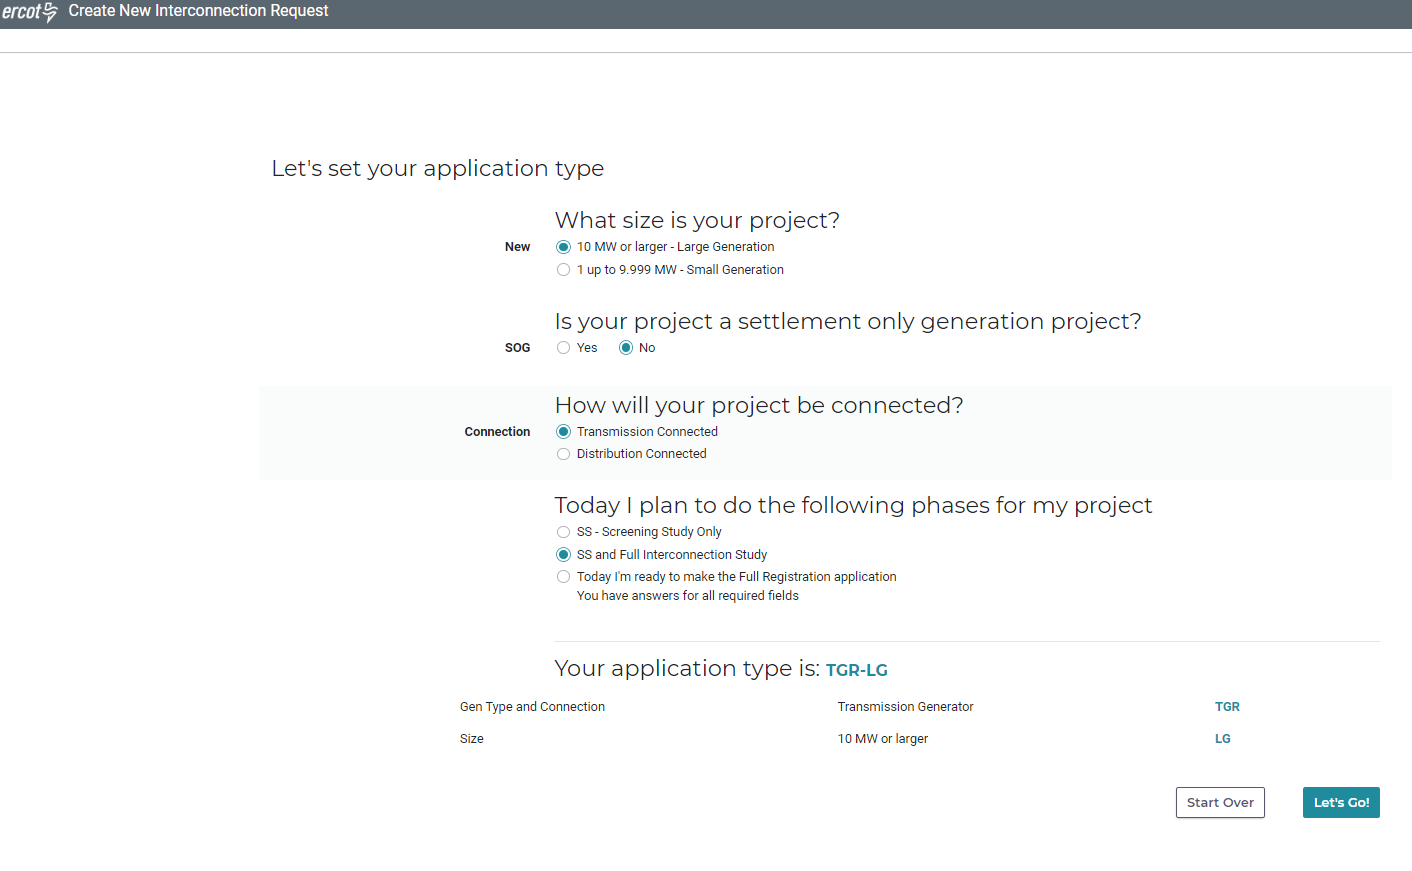 ercot Create New Interconnection Request
Let's set your application type
What size is your project?
New
10 MW or larger - Large Generation
1 up to 9.999 MW - Small Generation
Is your project a settlement only generation project?
SOG
Yes No
How will your project be connected?
Connection
Transmission Connected
Distribution Connected
Today I plan to do the following phases for my project
SS - Screening Study Only
SS and Full Interconnection Study
Today I'm ready to make the Full Registration application
You have answers for all required fields
Your application type is: TGR-LG
Gen Type and Connection Transmission Generator TGR
Size 10 MW or larger LG
Start Over Let's Go!